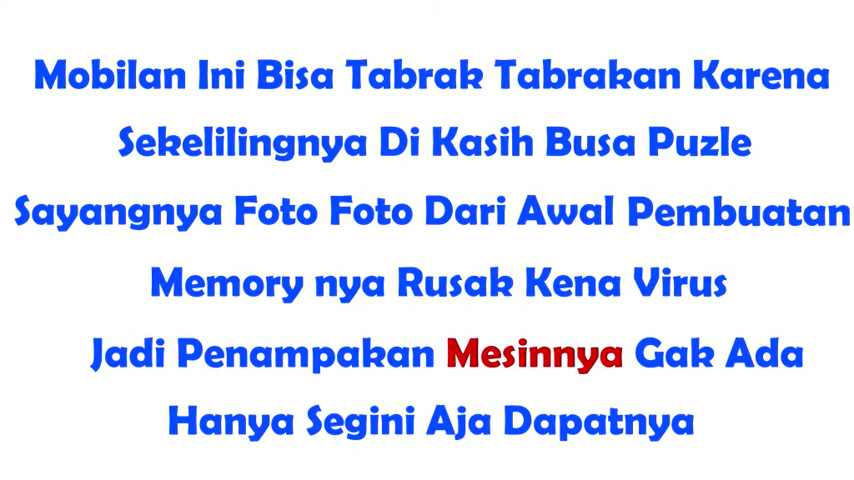 Mobilan Ini Bisa Tabrak Tabrakan Karena
Sekelilingnya Di Kasih Busa Puzle
Sayangnya Foto Foto Dari Awal Pembuatan
Memory nya Rusak Kena Virus
Jadi Penampakan Mesinnya Gak Ada
Hanya Segini Aja Dapatnya